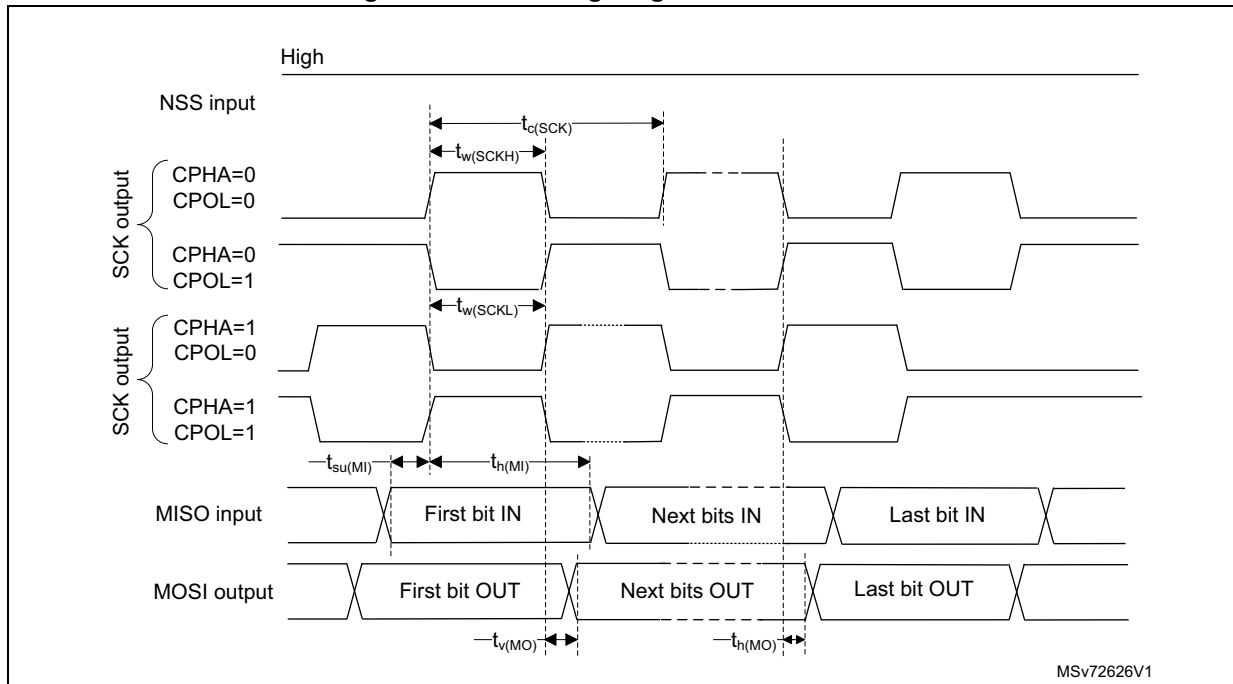 High
NSS input
tc(SCK)
tw(SCKH)
SCK output
CPHA=0
CPOL=0
CPHA=0
CPOL=1
tw(SCKL)
SCK output
CPHA=1
CPOL=0
CPHA=1
CPOL=1
tsu(MI)
th(MI)
MISO input
First bit IN
Next bits IN
Last bit IN
MOSI output
First bit OUT
Next bits OUT
Last bit OUT
tv(MO)
th(MO)
MSv72626V1